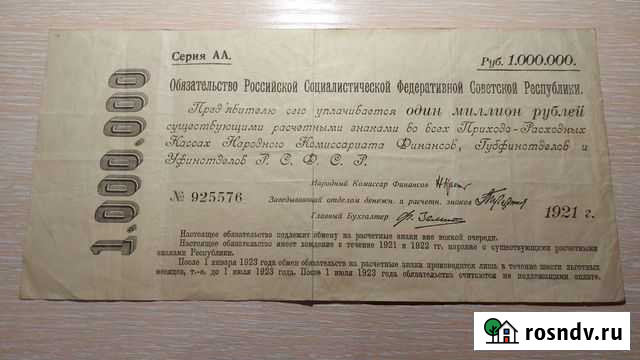 Серия АА.
Руб. 1.000.000.
1.000.000
Обязательство Российской Социалистической Федеративной Советской Республики.
Пред'явителю сего уплачивается один миллион рублей
существующими расчетными знаками во всех Приходо-Расходных
Кассах Народного Комиссариата Финансов, Губфинотделов и
Уфинотделов Р. С. Ф. С. Р.
Народный Комиссар Финансов
№ 925576
Заведывающий отделом денежн. и расчетн. знаков
Главный Бухгалтер
1921 г.
Настоящее обязательство подлежит обмену на расчетные знаки вне всякой очереди.
Настоящее обязательство имеет хождение в течение 1921 и 1922 гг. наравне с существующими расчетными
знаками Республики.
После 1 января 1923 года обмен обязательств на расчетные знаки производится лишь в течение шести льготных
месяцев, т.-е. до 1 июля 1923 года. После 1 июля 1923 года обязательства считаются не подлежащими оплате.
rosndv.ru